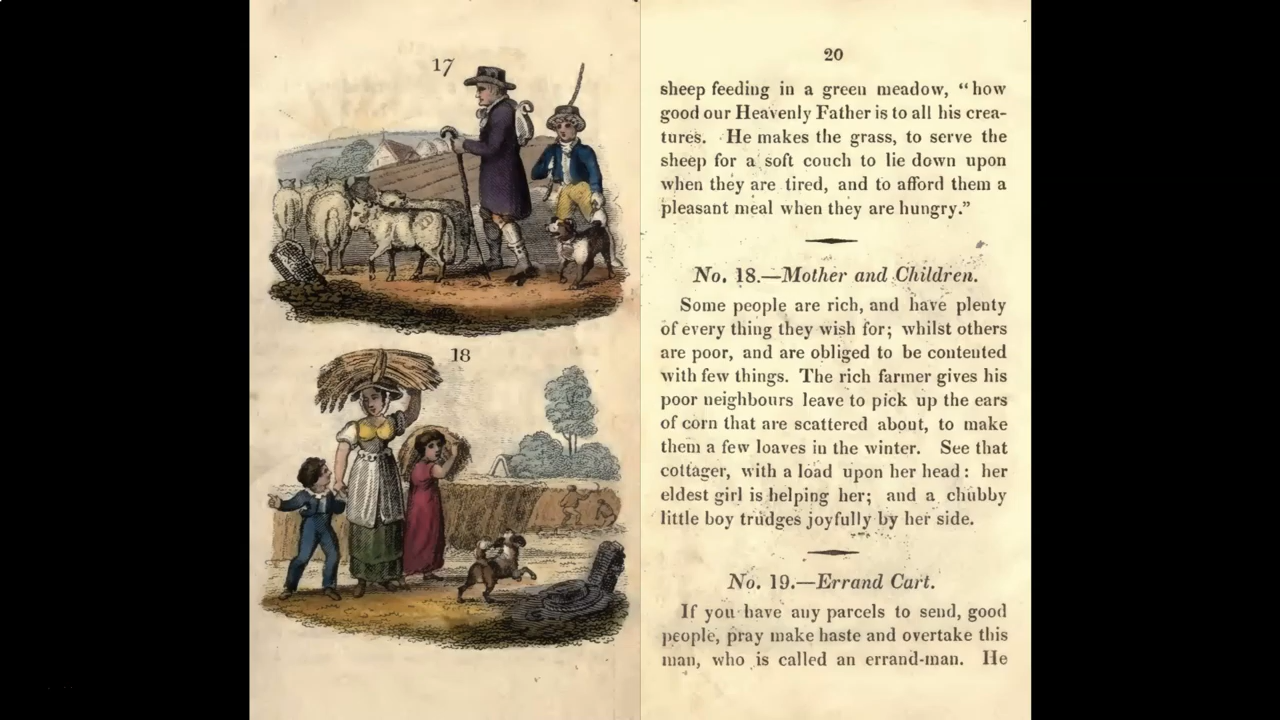 17
18
20
sheep feeding in a green meadow, “how
good our Heavenly Father is to all his crea-
tures. He makes the grass, to serve the
sheep for a soft couch to lie down upon
when they are tired, and to afford them a
pleasant meal when they are hungry.”
No. 18.—Mother and Children.
Some people are rich, and have plenty
of every thing they wish for; whilst others
are poor, and are obliged to be contented
with few things. The rich farmer gives his
poor neighbours leave to pick up the ears
of corn that are scattered about, to make
them a few loaves in the winter. See that
cottager, with a load upon her head: her
eldest girl is helping her; and a chubby
little boy trudges joyfully by her side.
No. 19.—Errand Cart.
If you have any parcels to send, good
people, pray make haste and overtake this
man, who is called an errand-man. He